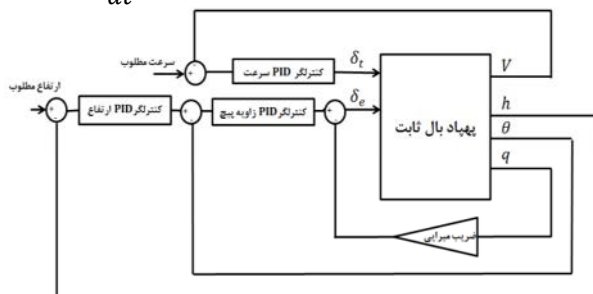 dt
سرعت مطلوب
کنترلگر PID سرعت
δt
V
ارتفاع مطلوب
کنترلگر PID ارتفاع
کنترلگر PID زاویه پیچ
δe
پهپاد بال ثابت
h
θ
q
ضریب میرایی